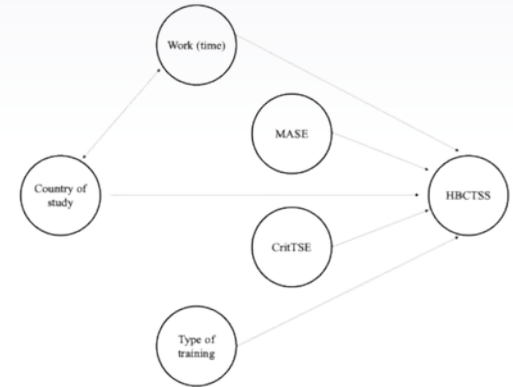 Work (time)
MASE
Country of
study
HBCTSS
CritTSE
Type of
training